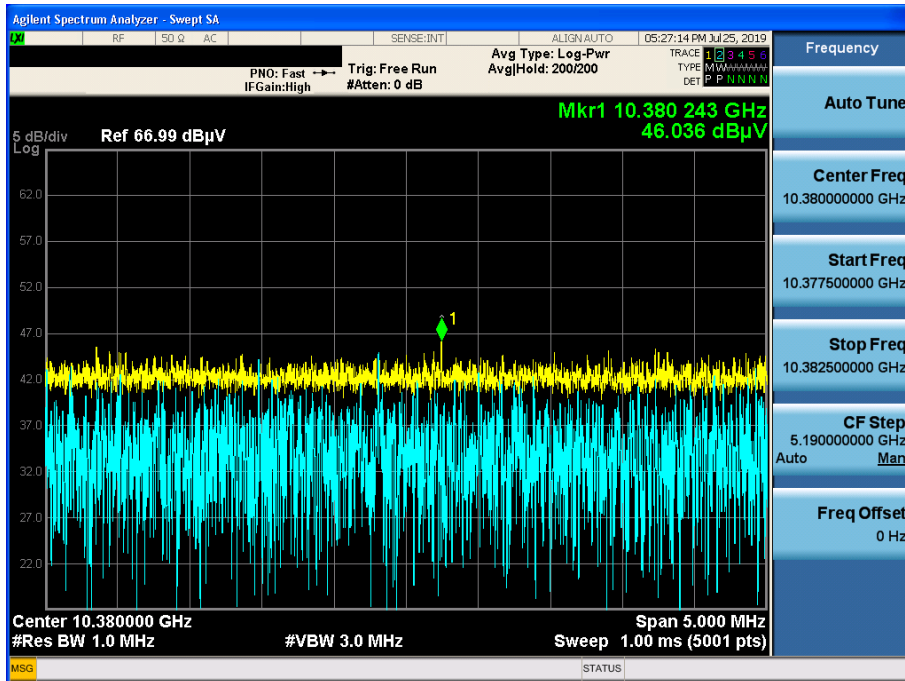 Agilent Spectrum Analyzer - Swept SA
LXI RF 50 Ω AC SENSE:INT ALIGN AUTO 05:27:14 PM Jul 25, 2019
PNO: Fast
IFGain:High
Trig: Free Run
#Atten: 0 dB
Avg Type: Log-Pwr
Avg|Hold: 200/200
TRACE 1 2 3 4 5 6
TYPE MWWWWW
DET P P N N N N
Mkr1 10.380 243 GHz
46.036 dBµV
5 dB/div Ref 66.99 dBµV
Log
62.0
57.0
52.0
47.0
42.0
37.0
32.0
27.0
22.0
1
Center 10.380000 GHz Span 5.000 MHz
#Res BW 1.0 MHz #VBW 3.0 MHz Sweep 1.00 ms (5001 pts)
MSG STATUS
Frequency
Auto Tune
Center Freq
10.380000000 GHz
Start Freq
10.377500000 GHz
Stop Freq
10.382500000 GHz
CF Step
5.190000000 GHz
Auto Man
Freq Offset
0 Hz